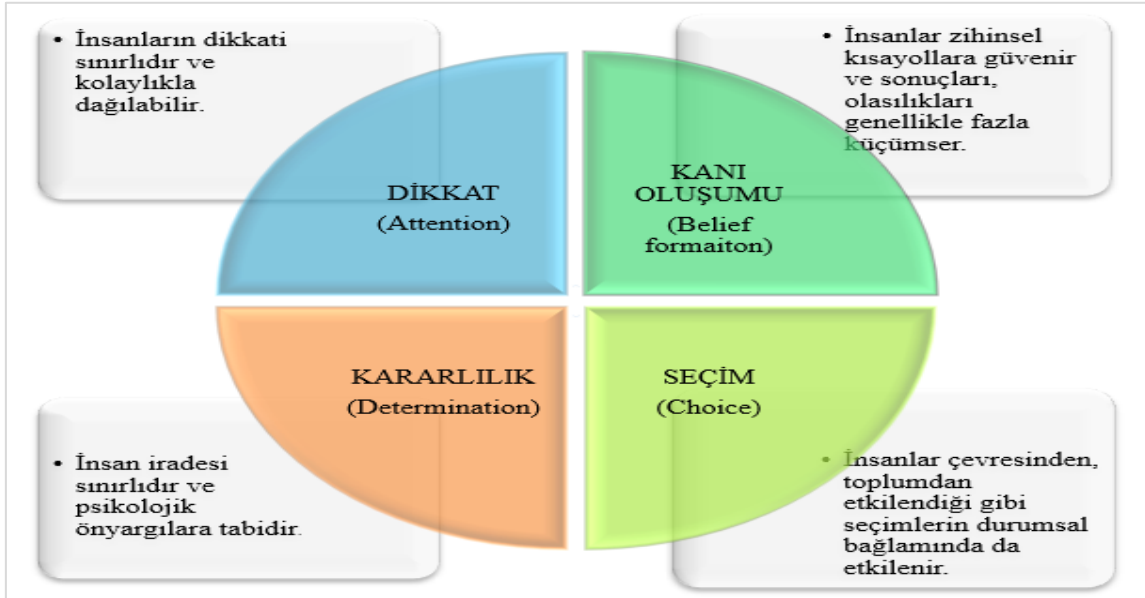 • İnsanların dikkati
sınırlıdır ve
kolaylıkla
dağılabilir.
• İnsanlar zihinsel
kısayollara güvenir
ve sonuçları,
olasılıkları
genellikle fazla
küçümser.
DİKKAT
(Attention)
KANI
OLUŞUMU
(Belief
formaiton)
KARARLILIK
(Determination)
SEÇİM
(Choice)
• İnsan iradesi
sınırlıdır ve
psikolojik
önyargılara tabidir.
• İnsanlar çevresinden,
toplumdan
etkilendiği gibi
seçimlerin durumsal
bağlamında da
etkilenir.